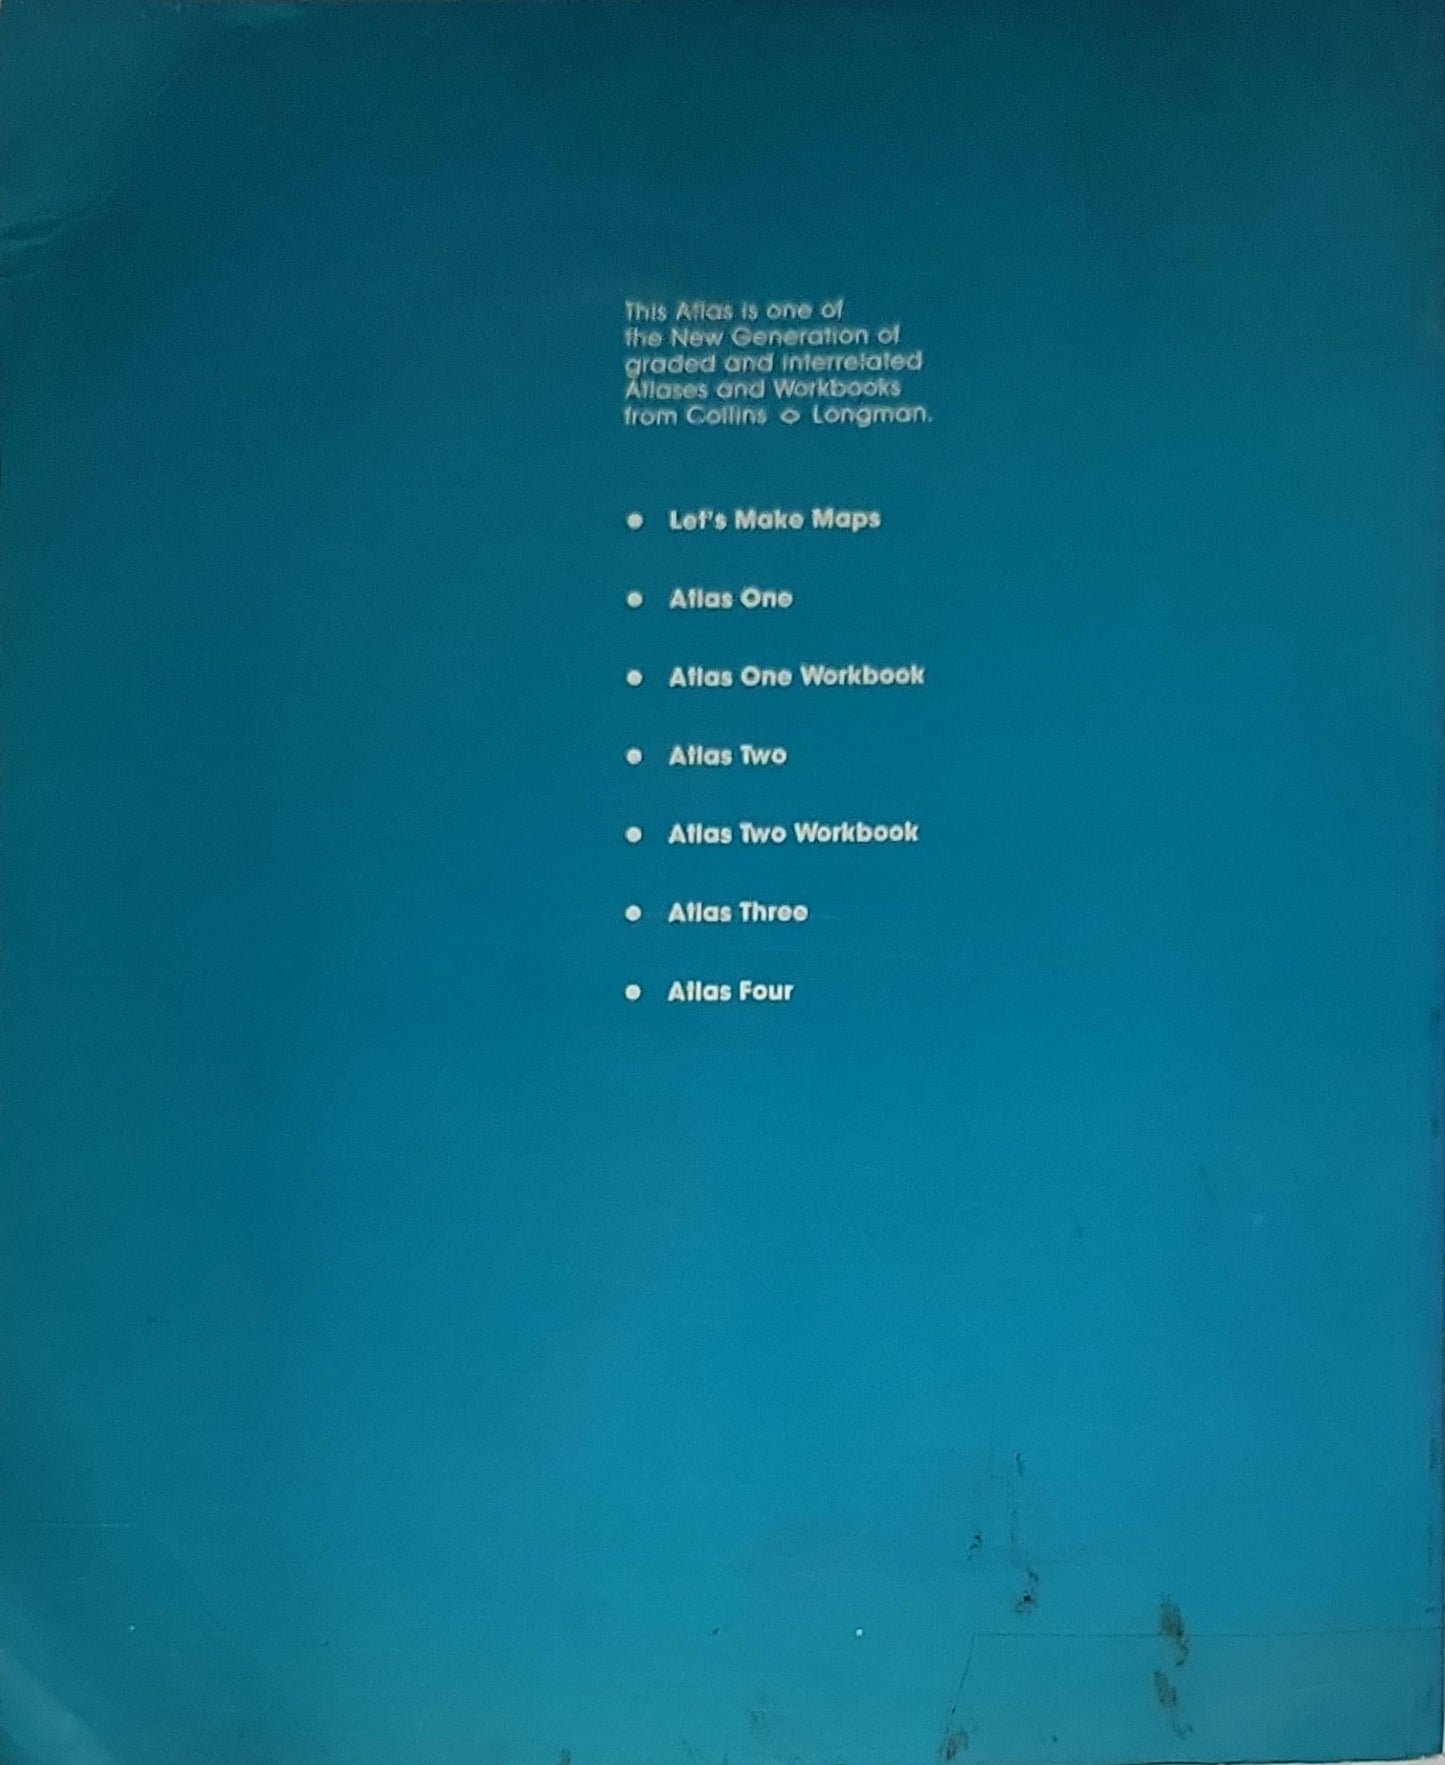 This Atlas is one of
the New Generation of
graded and interrelated
Atlases and Workbooks
from Collins ⬭ Longman.
• Let's Make Maps
• Atlas One
• Atlas One Workbook
• Atlas Two
• Atlas Two Workbook
• Atlas Three
• Atlas Four